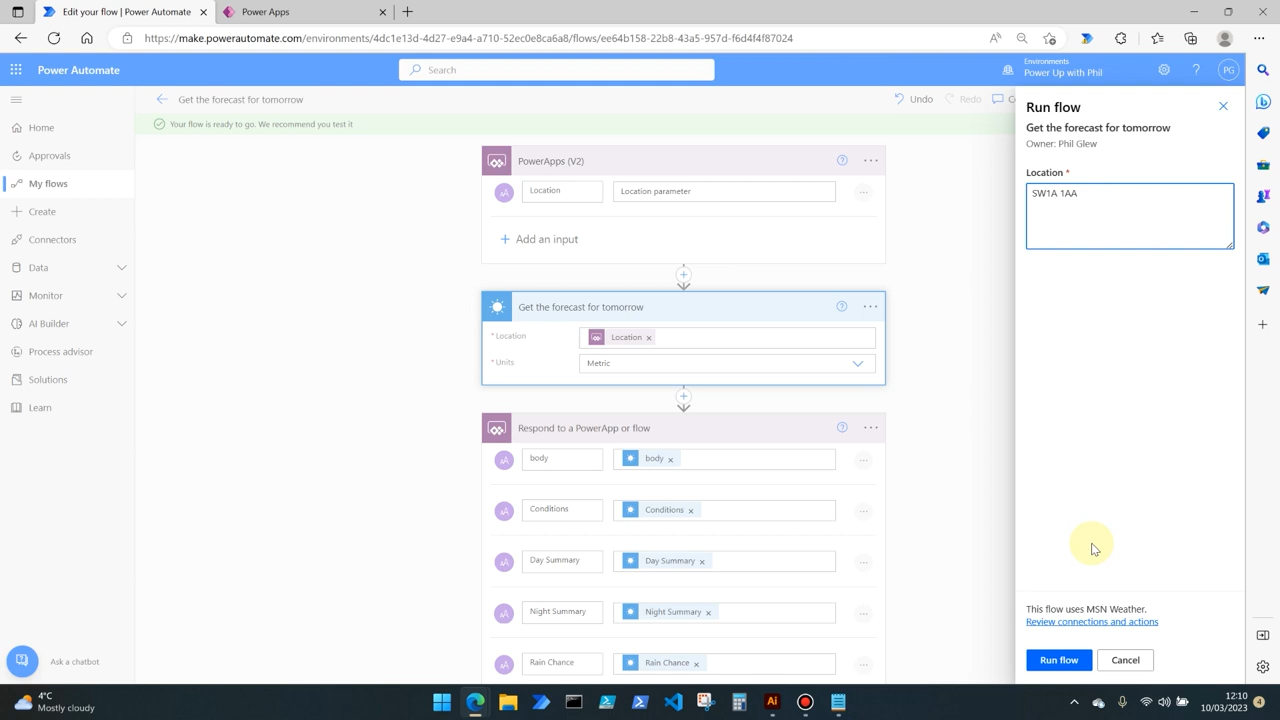 Edit your flow | Power Automate
Power Apps
https://make.powerautomate.com/environments/4dc1e13d-4d27-e9a4-a710-52ec0e8ca6a8/flows/ee64b158-22b8-43a5-957d-f6d4f4f87024
Power Automate
Search
Environments
Power Up with Phil
PG
Get the forecast for tomorrow
Undo
Redo
Your flow is ready to go. We recommend you test it
Home
Approvals
My flows
Create
Connectors
Data
Monitor
AI Builder
Process advisor
Solutions
Learn
Ask a chatbot
PowerApps (V2)
Location
Location parameter
Add an input
Get the forecast for tomorrow
* Location
Location
* Units
Metric
Respond to a PowerApp or flow
body
body
Conditions
Conditions
Day Summary
Day Summary
Night Summary
Night Summary
Rain Chance
Rain Chance
Run flow
Get the forecast for tomorrow
Owner: Phil Glew
Location *
SW1A 1AA
This flow uses MSN Weather.
Review connections and actions
Run flow
Cancel
4°C
Mostly cloudy
12:10
10/03/2023